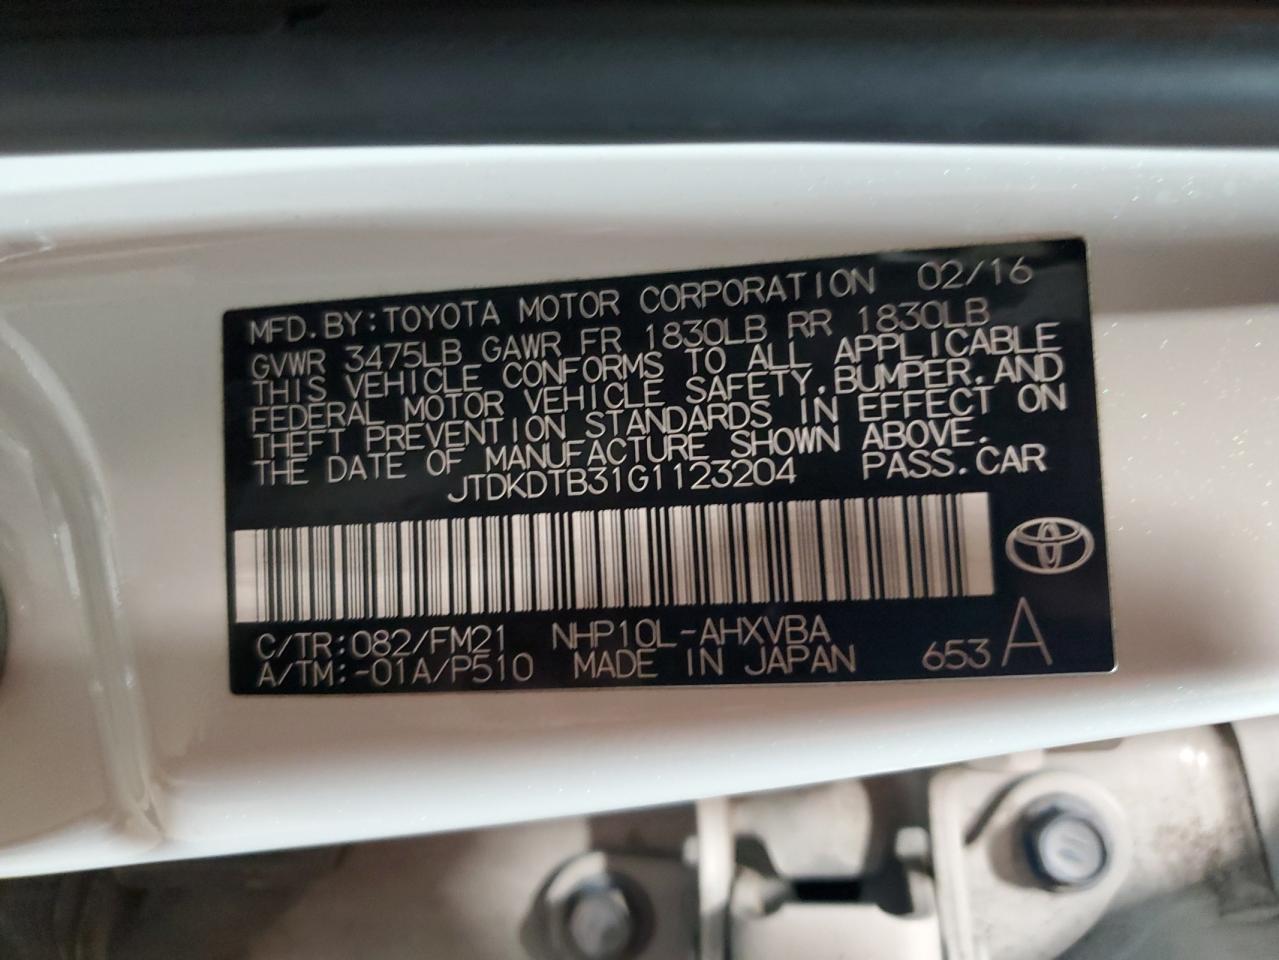 MFD.BY:TOYOTA MOTOR CORPORATION 02/16
GVWR 3475LB GAWR FR 1830LB RR 1830LB
THIS VEHICLE CONFORMS TO ALL APPLICABLE
FEDERAL MOTOR VEHICLE SAFETY,BUMPER,AND
THEFT PREVENTION STANDARDS IN EFFECT ON
THE DATE OF MANUFACTURE SHOWN ABOVE.
JTDKDTB31G1123204 PASS.CAR
C/TR:082/FM21 NHP10L-AHXVBA
A/TM:-01A/P510 MADE IN JAPAN 653 A